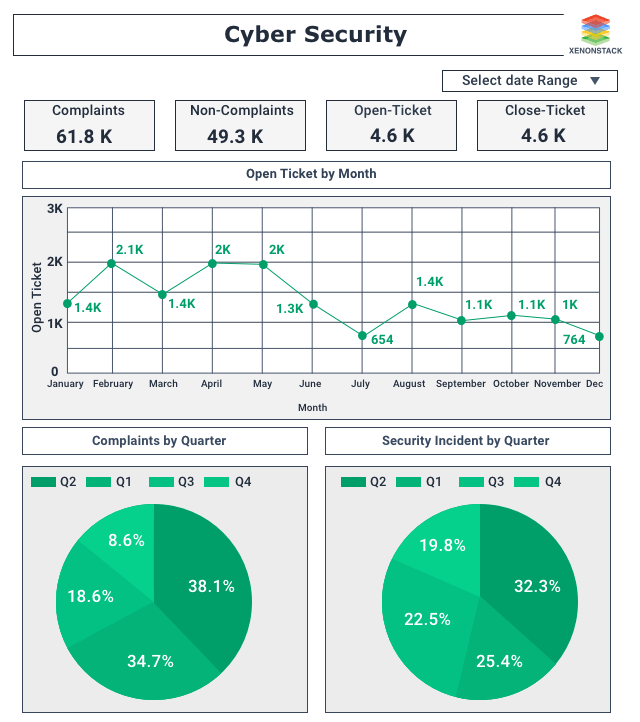 Cyber Security
XENONSTACK
Select date Range
Complaints
61.8 K
Non-Complaints
49.3 K
Open-Ticket
4.6 K
Close-Ticket
4.6 K
Open Ticket by Month
Open Ticket
3K
2K
1K
0
1.4K
2.1K
1.4K
2K
2K
1.3K
654
1.4K
1.1K
1.1K
1K
764
January February March April May June July August September October November Dec
Month
Complaints by Quarter
Q2 Q1 Q3 Q4
8.6%
38.1%
18.6%
34.7%
Security Incident by Quarter
Q2 Q1 Q3 Q4
19.8%
32.3%
22.5%
25.4%